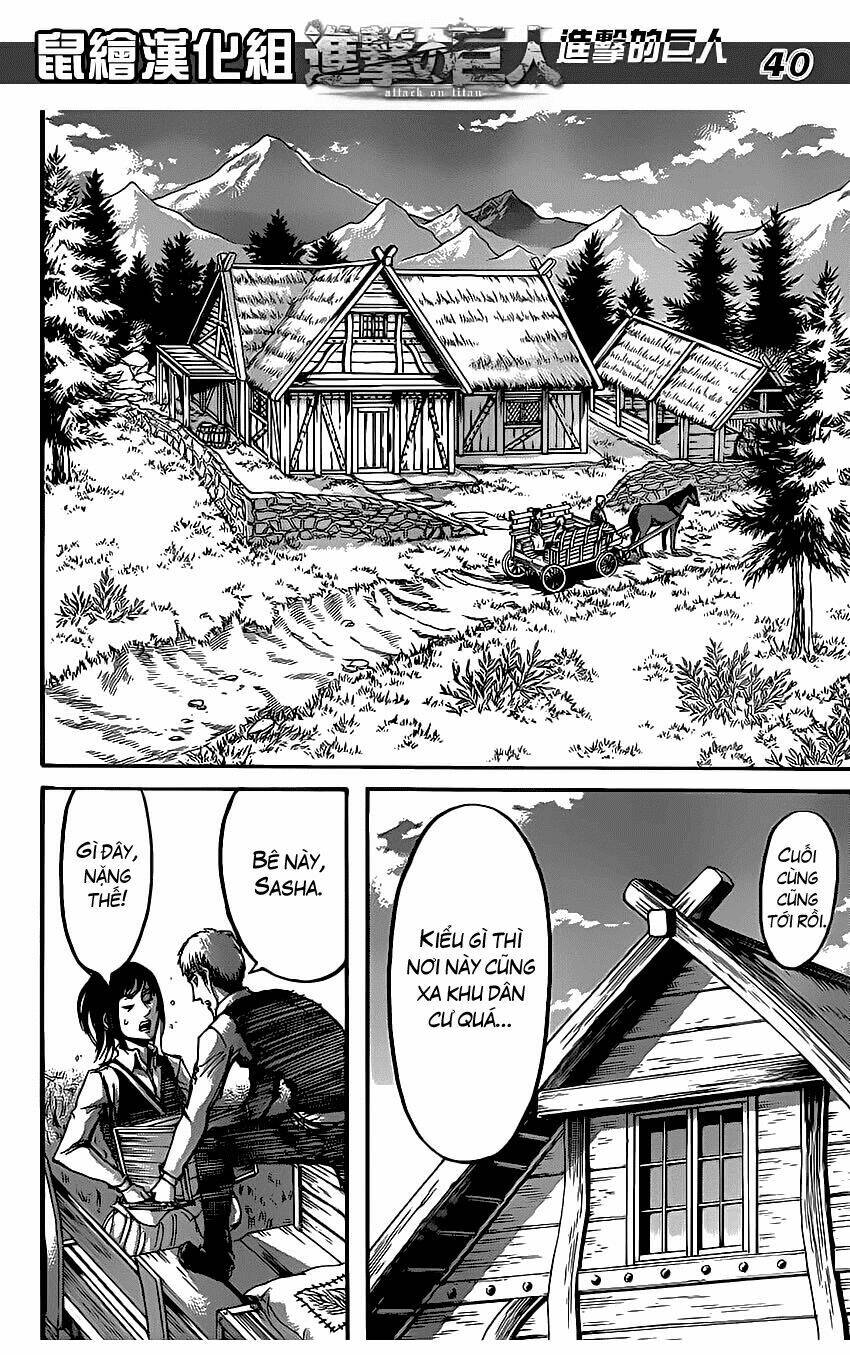 鼠繪漢化組
進撃の巨人
attack on titan
進擊的巨人
40
CUỐI
CÙNG
CŨNG
TỚI RỒI.
KIỂU GÌ THÌ
NƠI NÀY CŨNG
XA KHU DÂN
CƯ QUÁ...
BÊ NÀY,
SASHA.
GÌ ĐÂY,
NẶNG
THẾ!